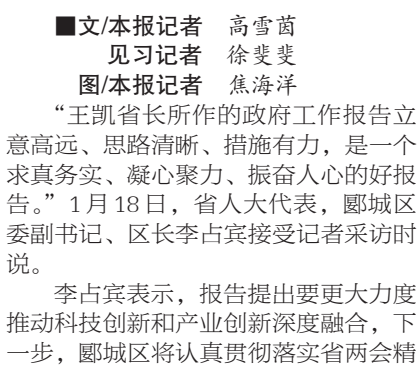 ■文/本报记者 高雪茵
见习记者 徐斐斐
图/本报记者 焦海洋
“王凯省长所作的政府工作报告立
意高远、思路清晰、措施有力，是一个
求真务实、凝心聚力、振奋人心的好报
告。”1月18日，省人大代表，郾城区
委副书记、区长李占宾接受记者采访时
说。
李占宾表示，报告提出要更大力度
推动科技创新和产业创新深度融合，下
一步，郾城区将认真贯彻落实省两会精